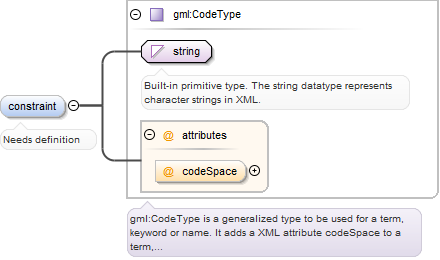 gml:CodeType
string
Built-in primitive type. The string datatype represents
character strings in XML.
constraint
Needs definition
@ attributes
@ codeSpace
gml:CodeType is a generalized type to be used for a term,
keyword or name. It adds a XML attribute codeSpace to a
term,...